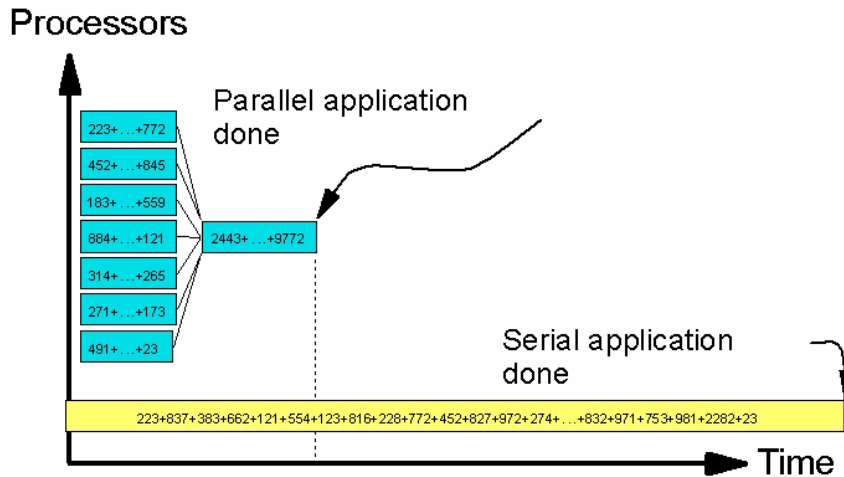 Processors
Parallel application
done
223+ . . . +772
452+ . . . +845
183+ . . . +559
884+ . . . +121
314+ . . . +265
271+ . . . +173
491+ . . . +23
2443+ . . . +9772
Serial application
done
223+837+383+662+121+554+123+816+228+772+452+827+972+274+ . . . +832+971+753+981+2282+23
Time